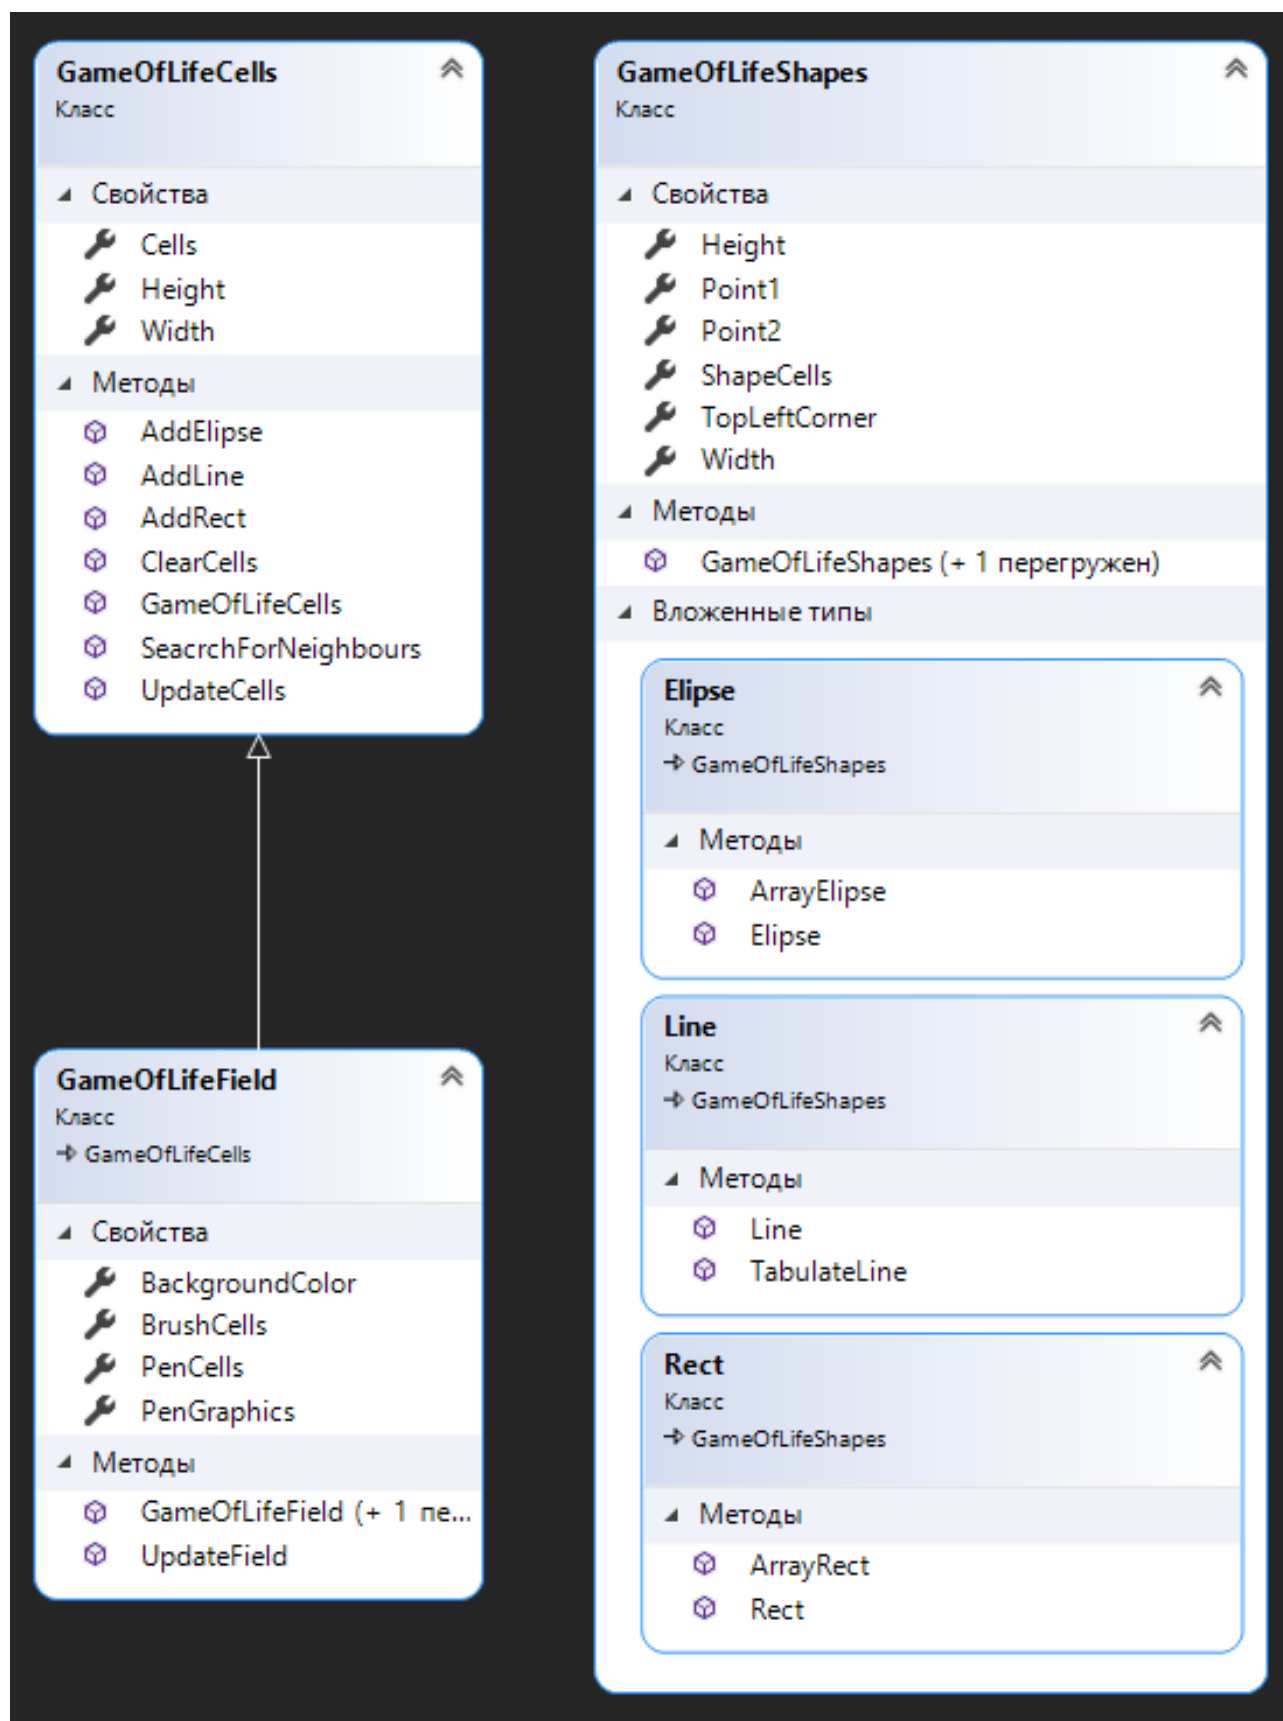 GameOfLifeCells
Класс
Свойства
Cells
Height
Width
Методы
AddElipse
AddLine
AddRect
ClearCells
GameOfLifeCells
SeacrchForNeighbours
UpdateCells
GameOfLifeField
Класс
GameOfLifeCells
Свойства
BackgroundColor
BrushCells
PenCells
PenGraphics
Методы
GameOfLifeField (+ 1 пе...
UpdateField
GameOfLifeShapes
Класс
Свойства
Height
Point1
Point2
ShapeCells
TopLeftCorner
Width
Методы
GameOfLifeShapes (+ 1 перегружен)
Вложенные типы
Elipse
Класс
GameOfLifeShapes
Методы
ArrayElipse
Elipse
Line
Класс
GameOfLifeShapes
Методы
Line
TabulateLine
Rect
Класс
GameOfLifeShapes
Методы
ArrayRect
Rect